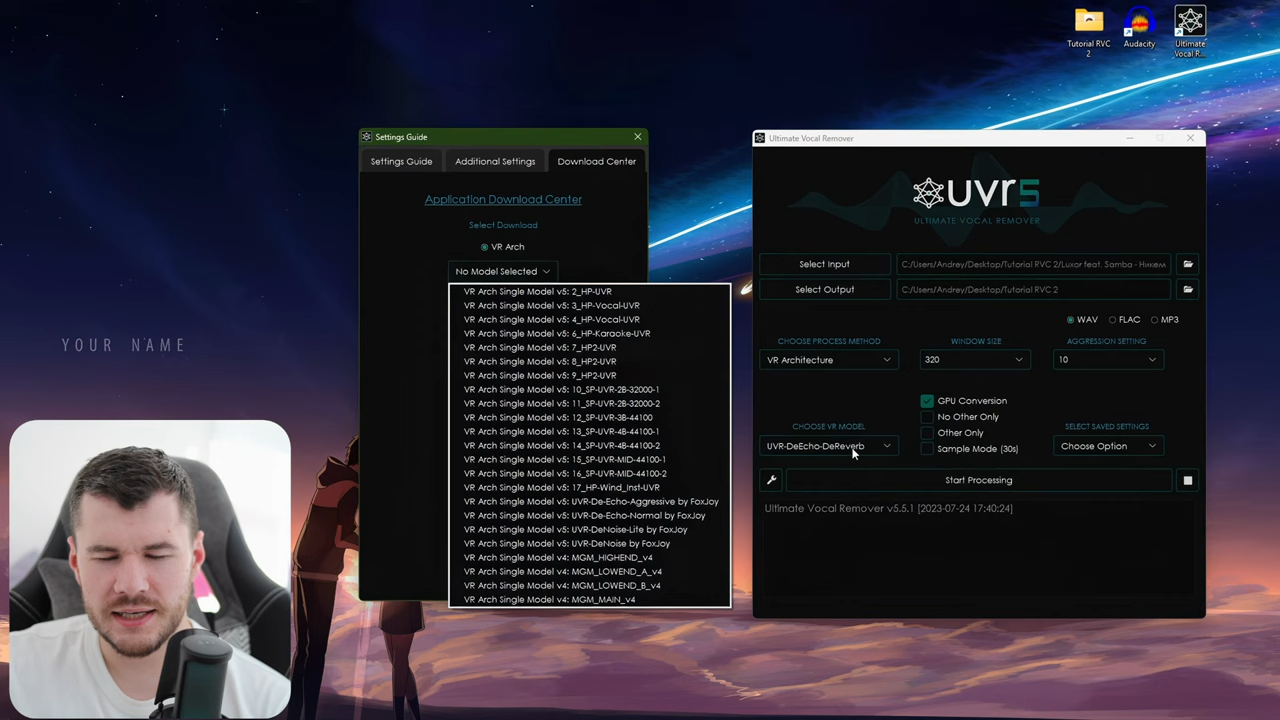 Tutorial RVC
2
Audacity
Ultimate
Vocal R...
Settings Guide
Settings Guide
Additional Settings
Download Center
Application Download Center
Select Download
VR Arch
No Model Selected
VR Arch Single Model v5: 2_HP-UVR
VR Arch Single Model v5: 3_HP-Vocal-UVR
VR Arch Single Model v5: 4_HP-Vocal-UVR
VR Arch Single Model v5: 6_HP-Karaoke-UVR
VR Arch Single Model v5: 7_HP2-UVR
VR Arch Single Model v5: 8_HP2-UVR
VR Arch Single Model v5: 9_HP2-UVR
VR Arch Single Model v5: 10_SP-UVR-2B-32000-1
VR Arch Single Model v5: 11_SP-UVR-2B-32000-2
VR Arch Single Model v5: 12_SP-UVR-3B-44100
VR Arch Single Model v5: 13_SP-UVR-4B-44100-1
VR Arch Single Model v5: 14_SP-UVR-4B-44100-2
VR Arch Single Model v5: 15_SP-UVR-MID-44100-1
VR Arch Single Model v5: 16_SP-UVR-MID-44100-2
VR Arch Single Model v5: 17_HP-Wind_Inst-UVR
VR Arch Single Model v5: UVR-De-Echo-Aggressive by FoxJoy
VR Arch Single Model v5: UVR-De-Echo-Normal by FoxJoy
VR Arch Single Model v5: UVR-DeNoise-Lite by FoxJoy
VR Arch Single Model v5: UVR-DeNoise by FoxJoy
VR Arch Single Model v4: MGM_HIGHEND_v4
VR Arch Single Model v4: MGM_LOWEND_A_v4
VR Arch Single Model v4: MGM_LOWEND_B_v4
VR Arch Single Model v4: MGM_MAIN_v4
Ultimate Vocal Remover
UVR5
ULTIMATE VOCAL REMOVER
Select Input
C:/Users/Andrey/Desktop/Tutorial RVC 2/Luxor feat. Samba - Никем
Select Output
C:/Users/Andrey/Desktop/Tutorial RVC 2
WAV FLAC MP3
CHOOSE PROCESS METHOD
WINDOW SIZE
AGGRESSION SETTING
VR Architecture
320
10
GPU Conversion
No Other Only
Other Only
Sample Mode (30s)
CHOOSE VR MODEL
SELECT SAVED SETTINGS
UVR-DeEcho-DeReverb
Choose Option
Start Processing
Ultimate Vocal Remover v5.5.1 [2023-07-24 17:40:24]
YOUR NAME